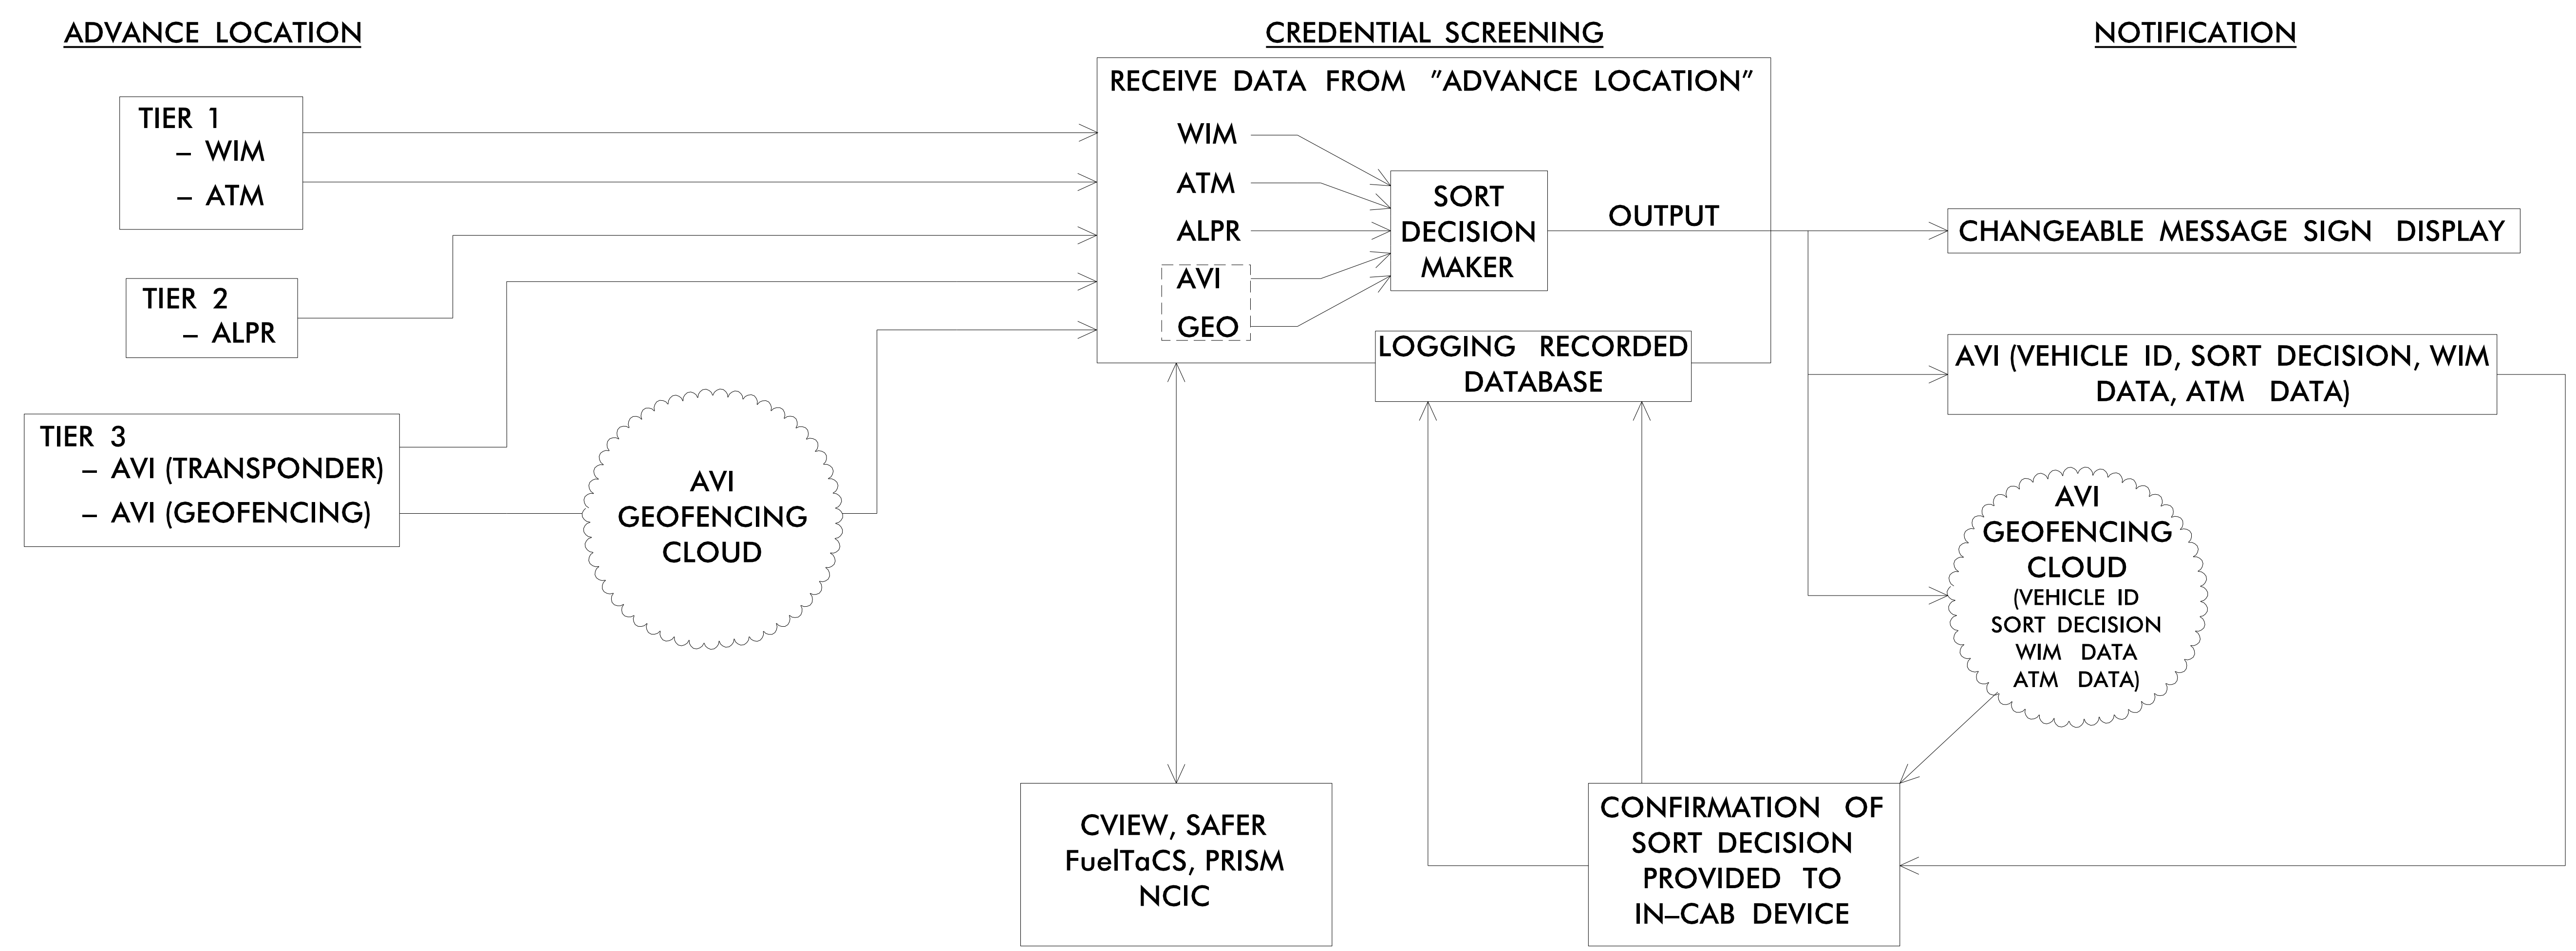 ADVANCE LOCATION
TIER 1
– WIM
– ATM
TIER 2
– ALPR
TIER 3
– AVI (TRANSPONDER)
– AVI (GEOFENCING)
AVI
GEOFENCING
CLOUD
CREDENTIAL SCREENING
RECEIVE DATA FROM "ADVANCE LOCATION"
WIM
ATM
ALPR
AVI
GEO
SORT
DECISION
MAKER
OUTPUT
LOGGING RECORDED
DATABASE
CVIEW, SAFER
FuelTaCS, PRISM
NCIC
NOTIFICATION
CHANGEABLE MESSAGE SIGN DISPLAY
AVI (VEHICLE ID, SORT DECISION, WIM
DATA, ATM DATA)
AVI
GEOFENCING
CLOUD
(VEHICLE ID
SORT DECISION
WIM DATA
ATM DATA)
CONFIRMATION OF
SORT DECISION
PROVIDED TO
IN–CAB DEVICE